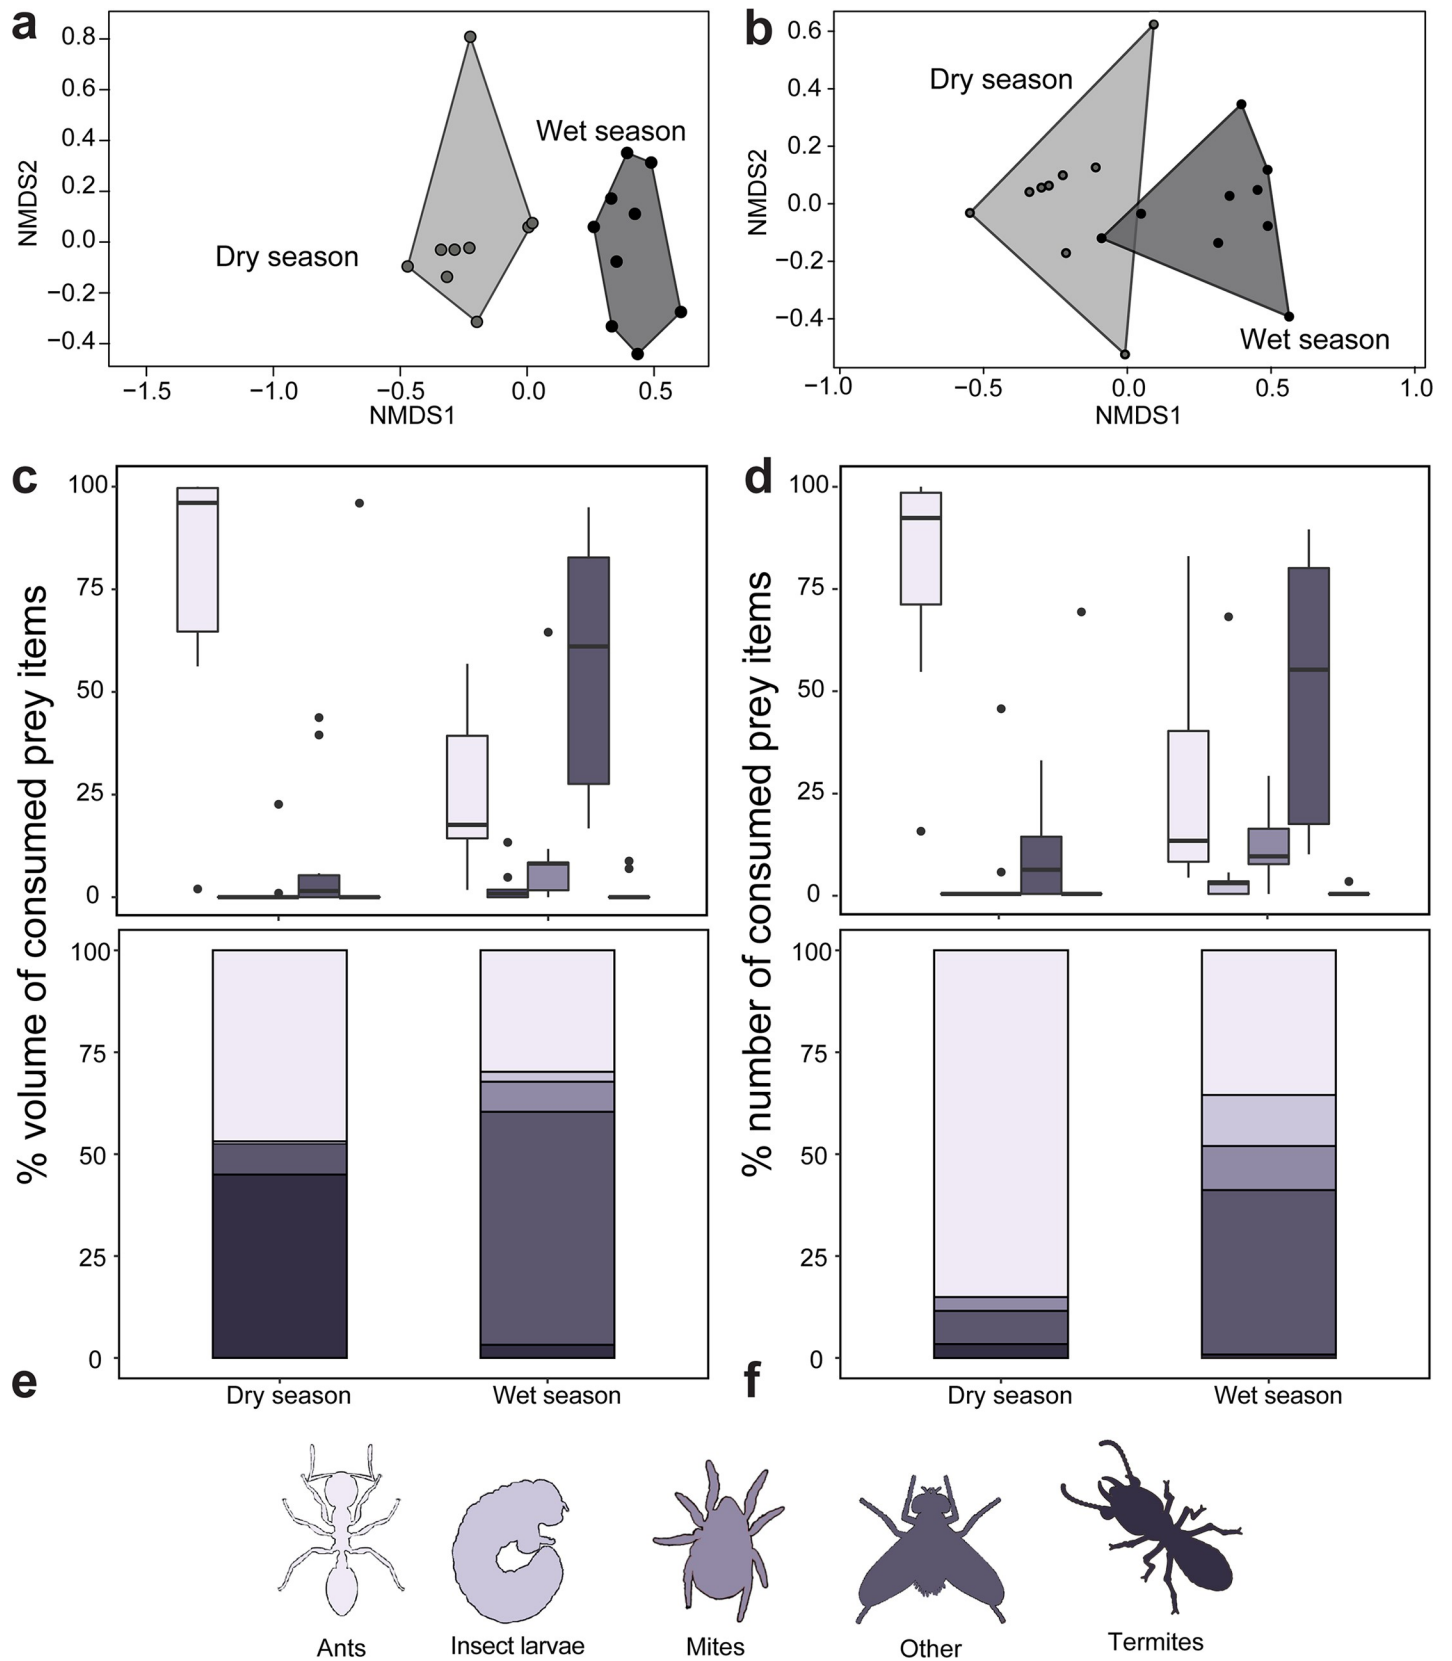 a
0.8
0.6
0.4
0.2
0.0
−0.2
−0.4
NMDS2
Dry season
Wet season
−1.5
−1.0
−0.5
0.0
0.5
NMDS1
b
0.6
0.4
0.2
0.0
−0.2
−0.4
NMDS2
Dry season
Wet season
−1.0
−0.5
0.0
0.5
1.0
NMDS1
c
100
75
50
25
0
d
100
75
50
25
0
% volume of consumed prey items
% number of consumed prey items
100
75
50
25
0
e
Dry season
Wet season
100
75
50
25
0
f
Dry season
Wet season
Ants
Insect larvae
Mites
Other
Termites